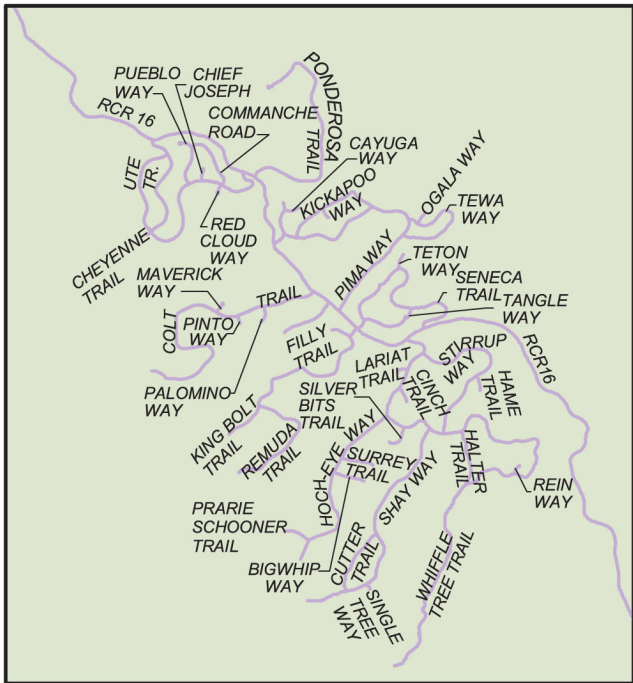 PUEBLO
WAY
CHIEF
JOSEPH
RCR 16
COMMANCHE
ROAD
PONDEROSA
TRAIL
CAYUGA
WAY
UTE
TR.
KICKAPOO
WAY
OGALA WAY
TEWA
WAY
RED
CLOUD
WAY
CHEYENNE
TRAIL
PIMA WAY
TETON
WAY
MAVERICK
WAY
SENECA
TRAIL
COLT
TRAIL
PINTO
WAY
TANGLE
WAY
FILLY
TRAIL
STIRRUP
WAY
RCR16
PALOMINO
WAY
LARIAT
TRAIL
CINCH
TRAIL
HAME
TRAIL
SILVER
BITS
TRAIL
KING BOLT
TRAIL
REMUDA
TRAIL
HOCH
-EYE WAY
SURREY
TRAIL
SHAY WAY
HALTER
TRAIL
REIN
WAY
PRARIE
SCHOONER
TRAIL
BIGWHIP
WAY
CUTTER
TRAIL
SINGLE
TREE
WAY
WHIFFLE
TREE TRAIL